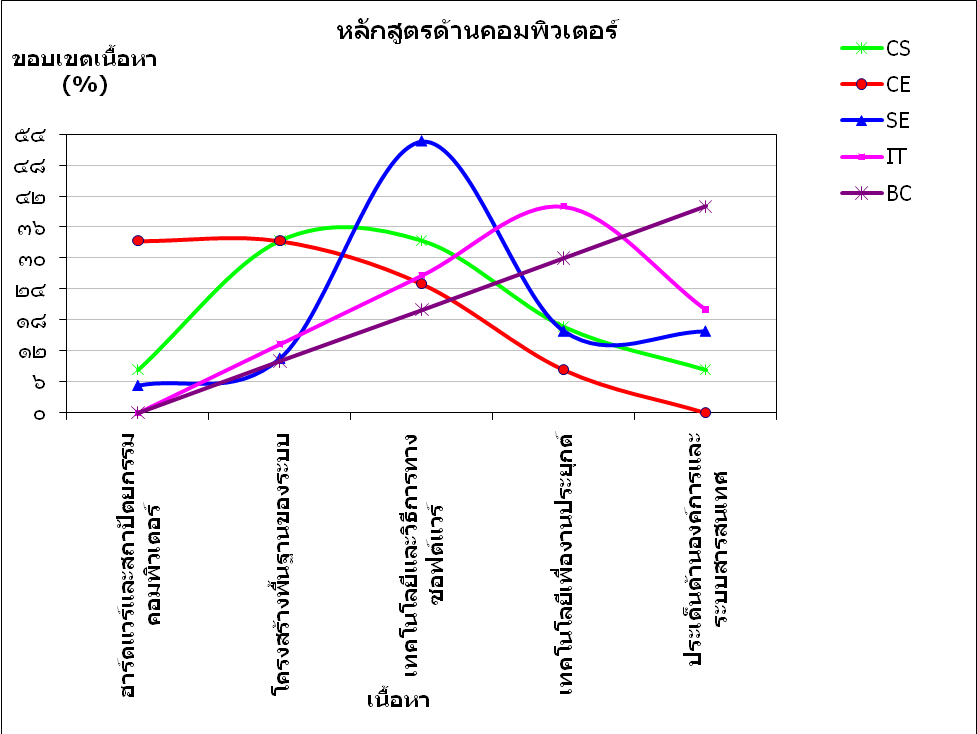 หลักสูตรด้านคอมพิวเตอร์
ขอบเขตเนื้อหา
(%)
CS
CE
SE
IT
BC
๕๔
๔๘
๔๒
๓๖
๓๐
๒๔
๑๘
๑๒
๖
๐
ฮาร์ดแวร์และสถาปัตยกรรม
คอมพิวเตอร์
โครงสร้างพื้นฐานของระบบ
เทคโนโลยีและวิธีการทาง
ซอฟต์แวร์
เทคโนโลยีเพื่องานประยุกต์
ประเด็นด้านองค์การและ
ระบบสารสนเทศ
เนื้อหา